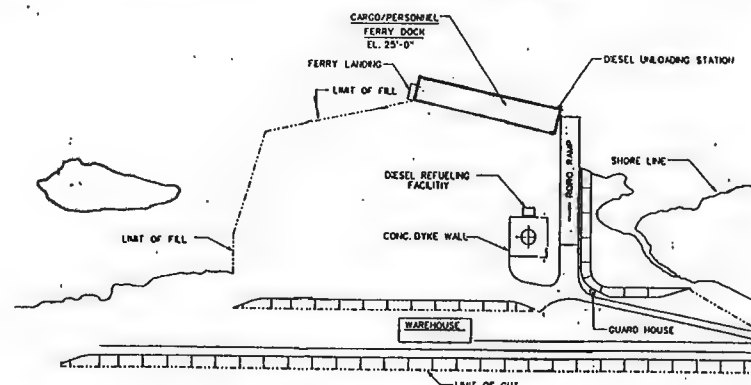 CARGO/PERSONNEL
FERRY DOCK
EL. 25'-0"
FERRY LANDING
DIESEL UNLOADING STATION
LIMIT OF FILL
RORO. RAMP
SHORE LINE
DIESEL REFUELING
FACILITIY
LIMIT OF FILL
CONC. DYKE WALL
WAREHOUSE
GUARD HOUSE
LIMIT OF CUT